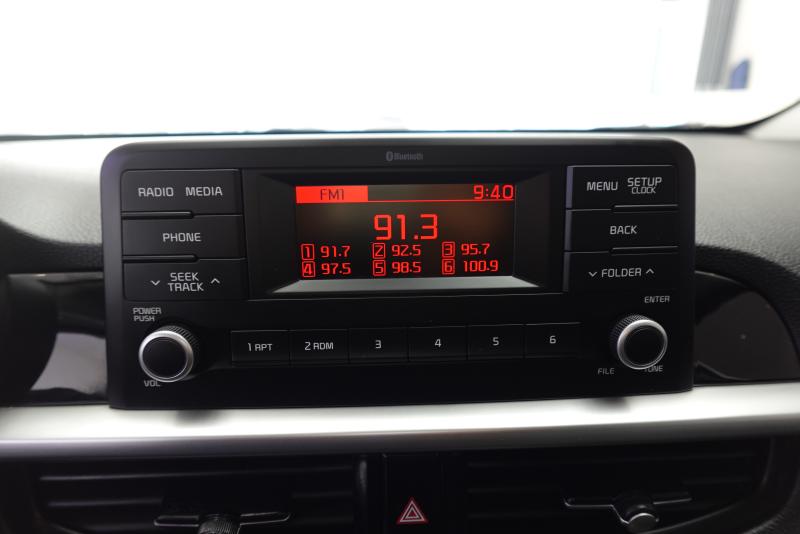 Bluetooth
RADIO MEDIA
PHONE
SEEK
TRACK
FM1 9:40
91.3
1 91.7 2 92.5 3 95.7
4 97.5 5 98.5 6 100.9
MENU SETUP
CLOCK
BACK
FOLDER
POWER
PUSH
VOL
1 RPT 2 RDM 3 4 5 6
ENTER
FILE TUNE